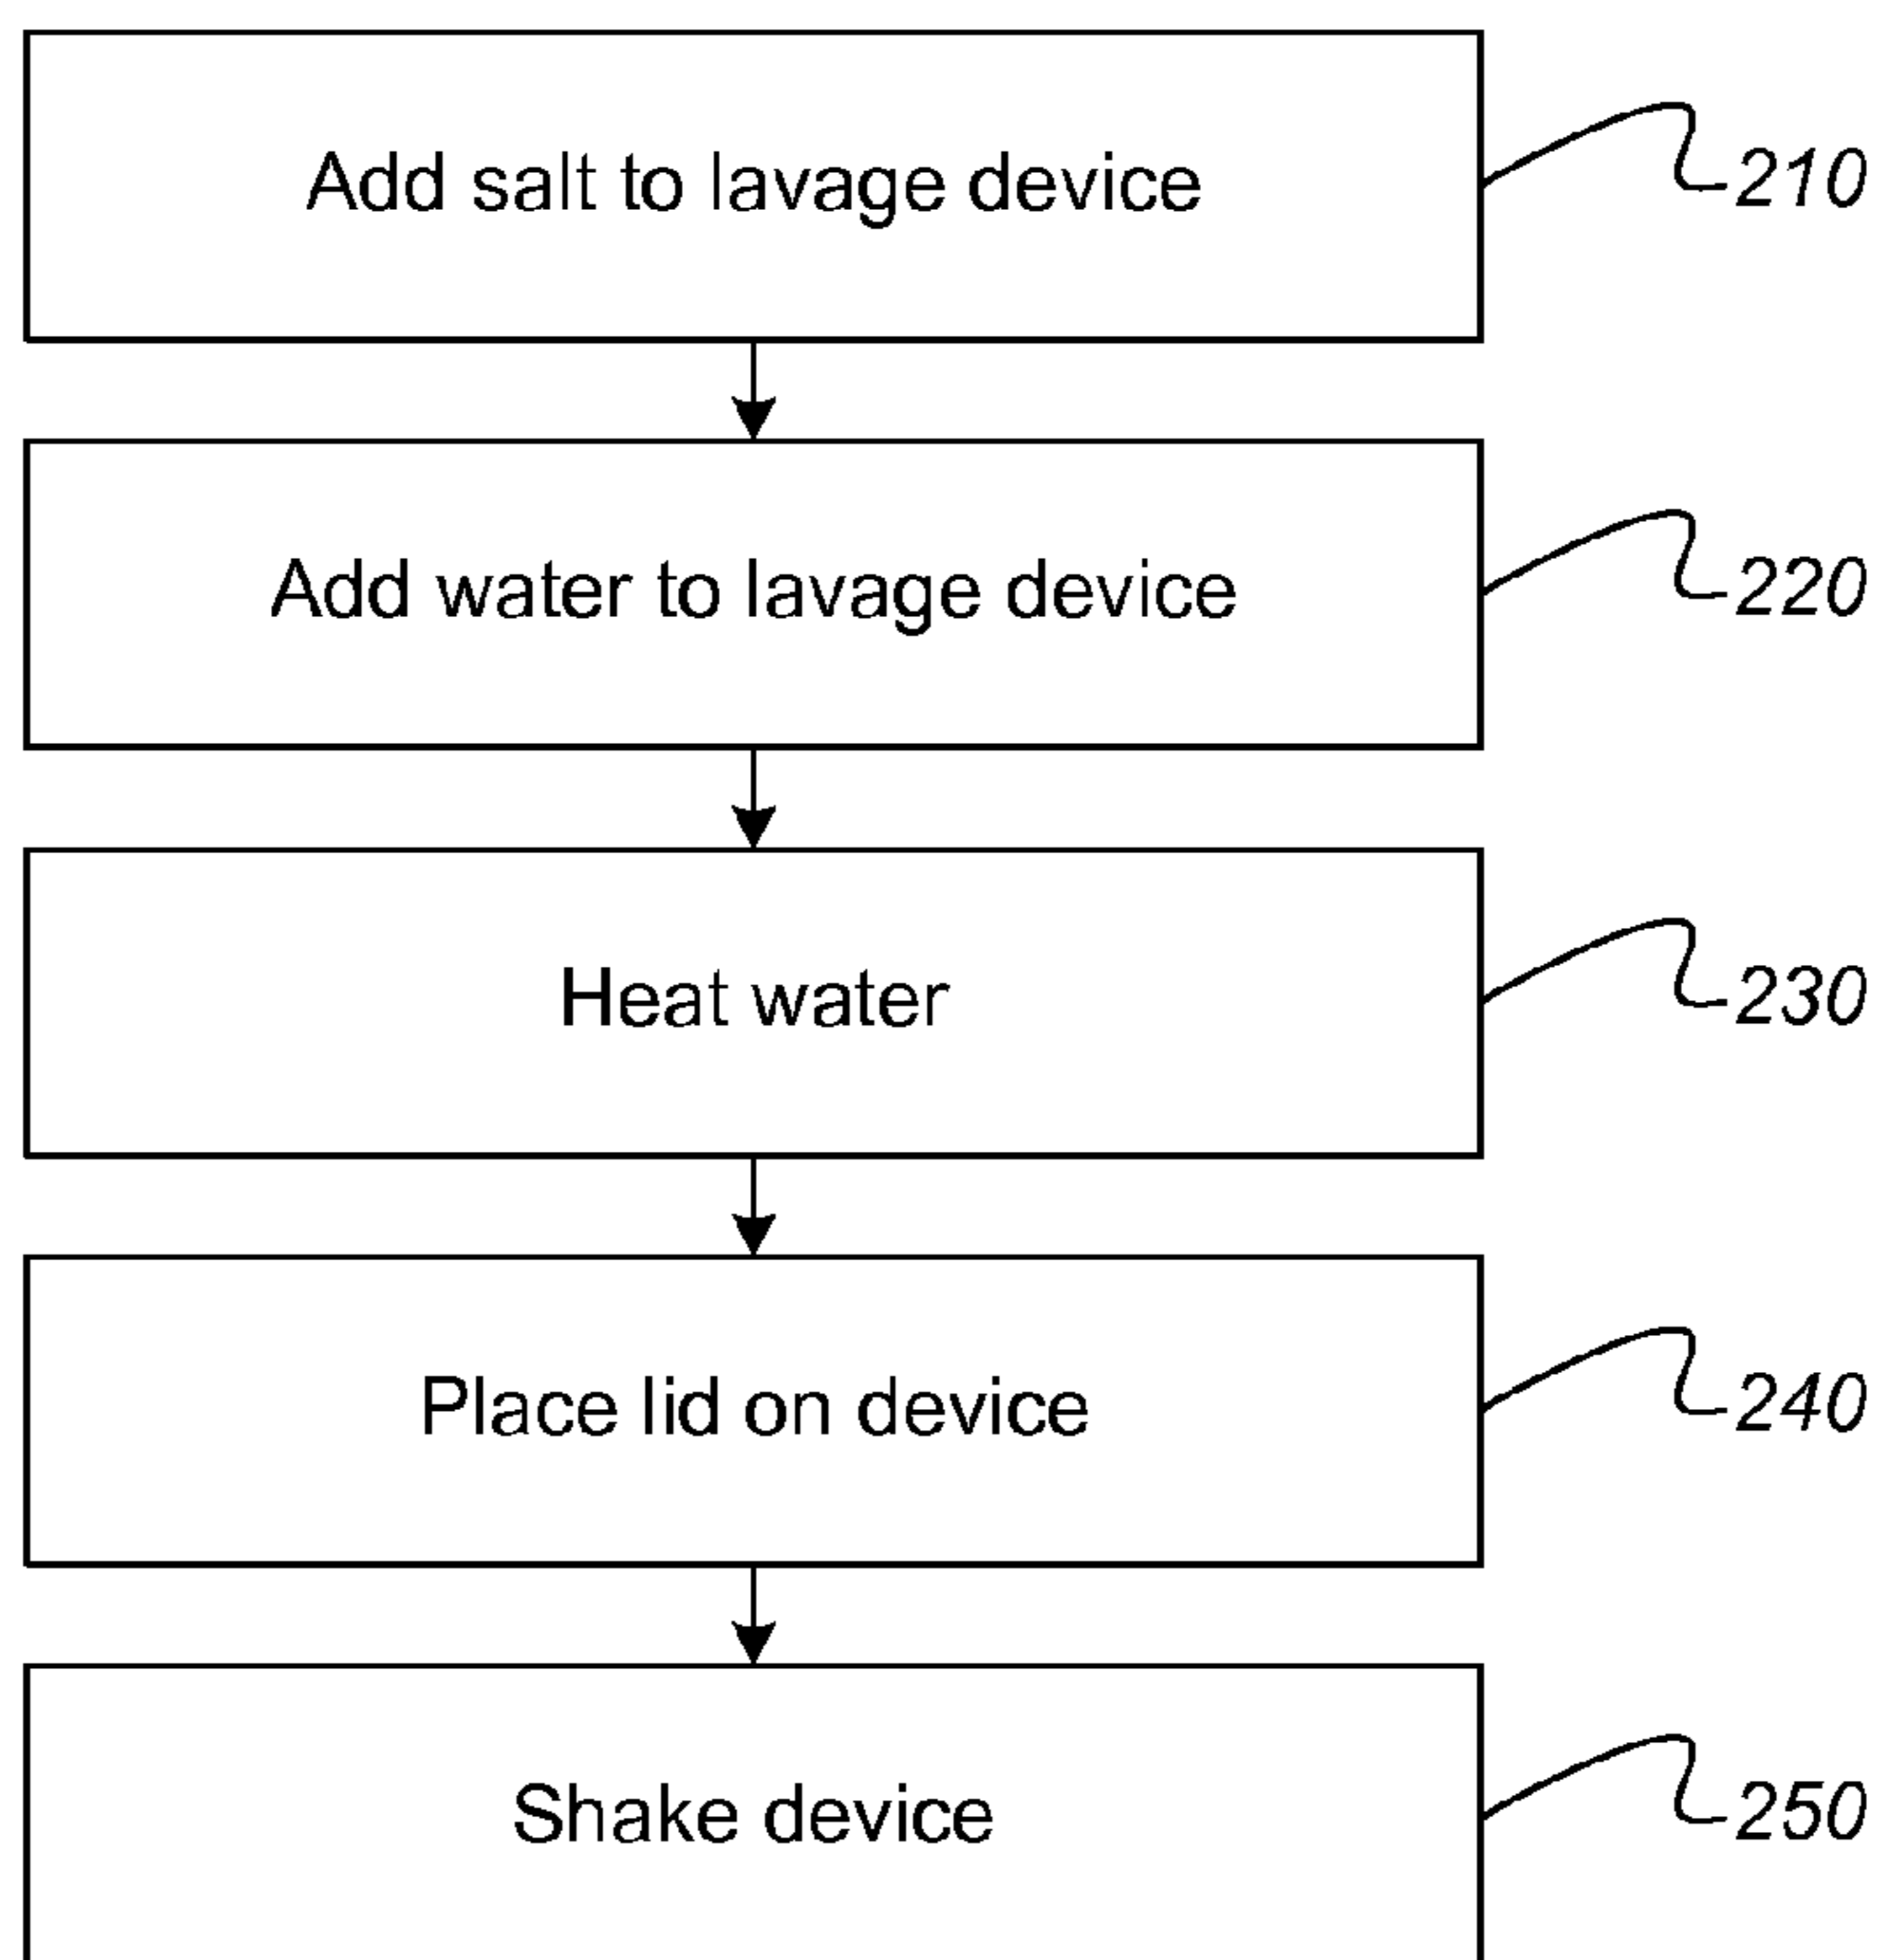 Add salt to lavage device
210
Add water to lavage device
220
Heat water
230
Place lid on device
240
Shake device
250